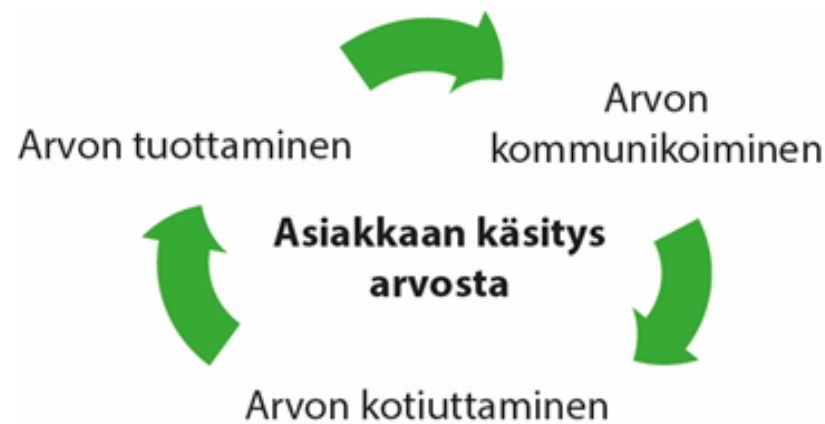 Arvon tuottaminen
Arvon
kommunikoiminen
Asiakkaan käsitys
arvosta
Arvon kotiuttaminen